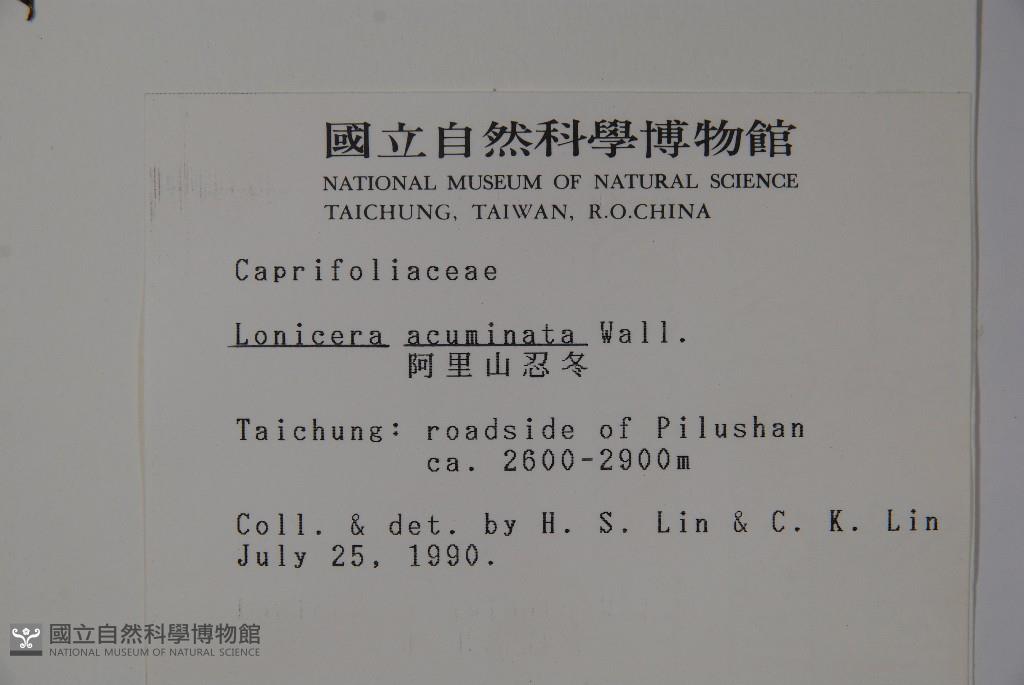 國立自然科學博物館
NATIONAL MUSEUM OF NATURAL SCIENCE
TAICHUNG, TAIWAN, R.O.CHINA
Caprifoliaceae
Lonicera acuminata Wall.
阿里山忍冬
Taichung: roadside of Pilushan
ca. 2600-2900m
Coll. & det. by H. S. Lin & C. K. Lin
July 25, 1990.
國立自然科學博物館
NATIONAL MUSEUM OF NATURAL SCIENCE